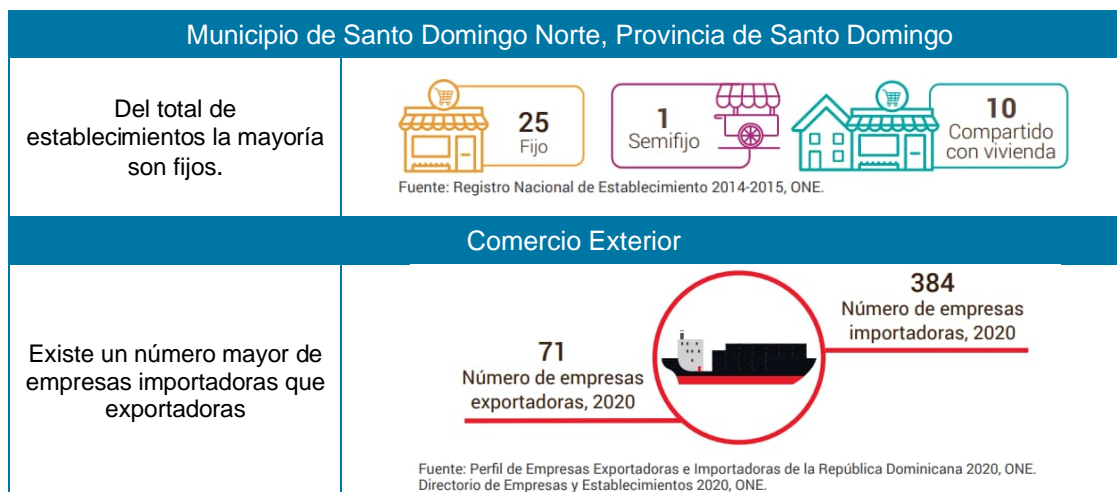 Municipio de Santo Domingo Norte, Provincia de Santo Domingo
Del total de
establecimientos la mayoría
son fijos.
25
Fijo
1
Semifijo
10
Compartido
con vivienda
Fuente: Registro Nacional de Establecimiento 2014-2015, ONE.
Comercio Exterior
Existe un número mayor de
empresas importadoras que
exportadoras
71
Número de empresas
exportadoras, 2020
384
Número de empresas
importadoras, 2020
Fuente: Perfil de Empresas Exportadoras e Importadoras de la República Dominicana 2020, ONE.
Directorio de Empresas y Establecimientos 2020, ONE.